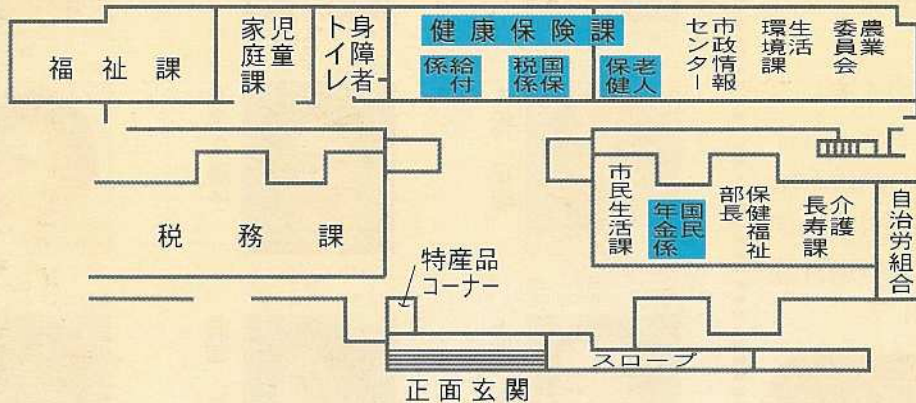 福祉課
児童
家庭課
身障者
トイレ
健康保険課
給付
係
国保
税係
老人
保健
市政情報
センター
生活
環境課
農業
委員会
税務課
市民生活課
国民
年金係
保健福祉
部長
介護
長寿課
自治労組合
特産品
コーナー
スロープ
正面玄関